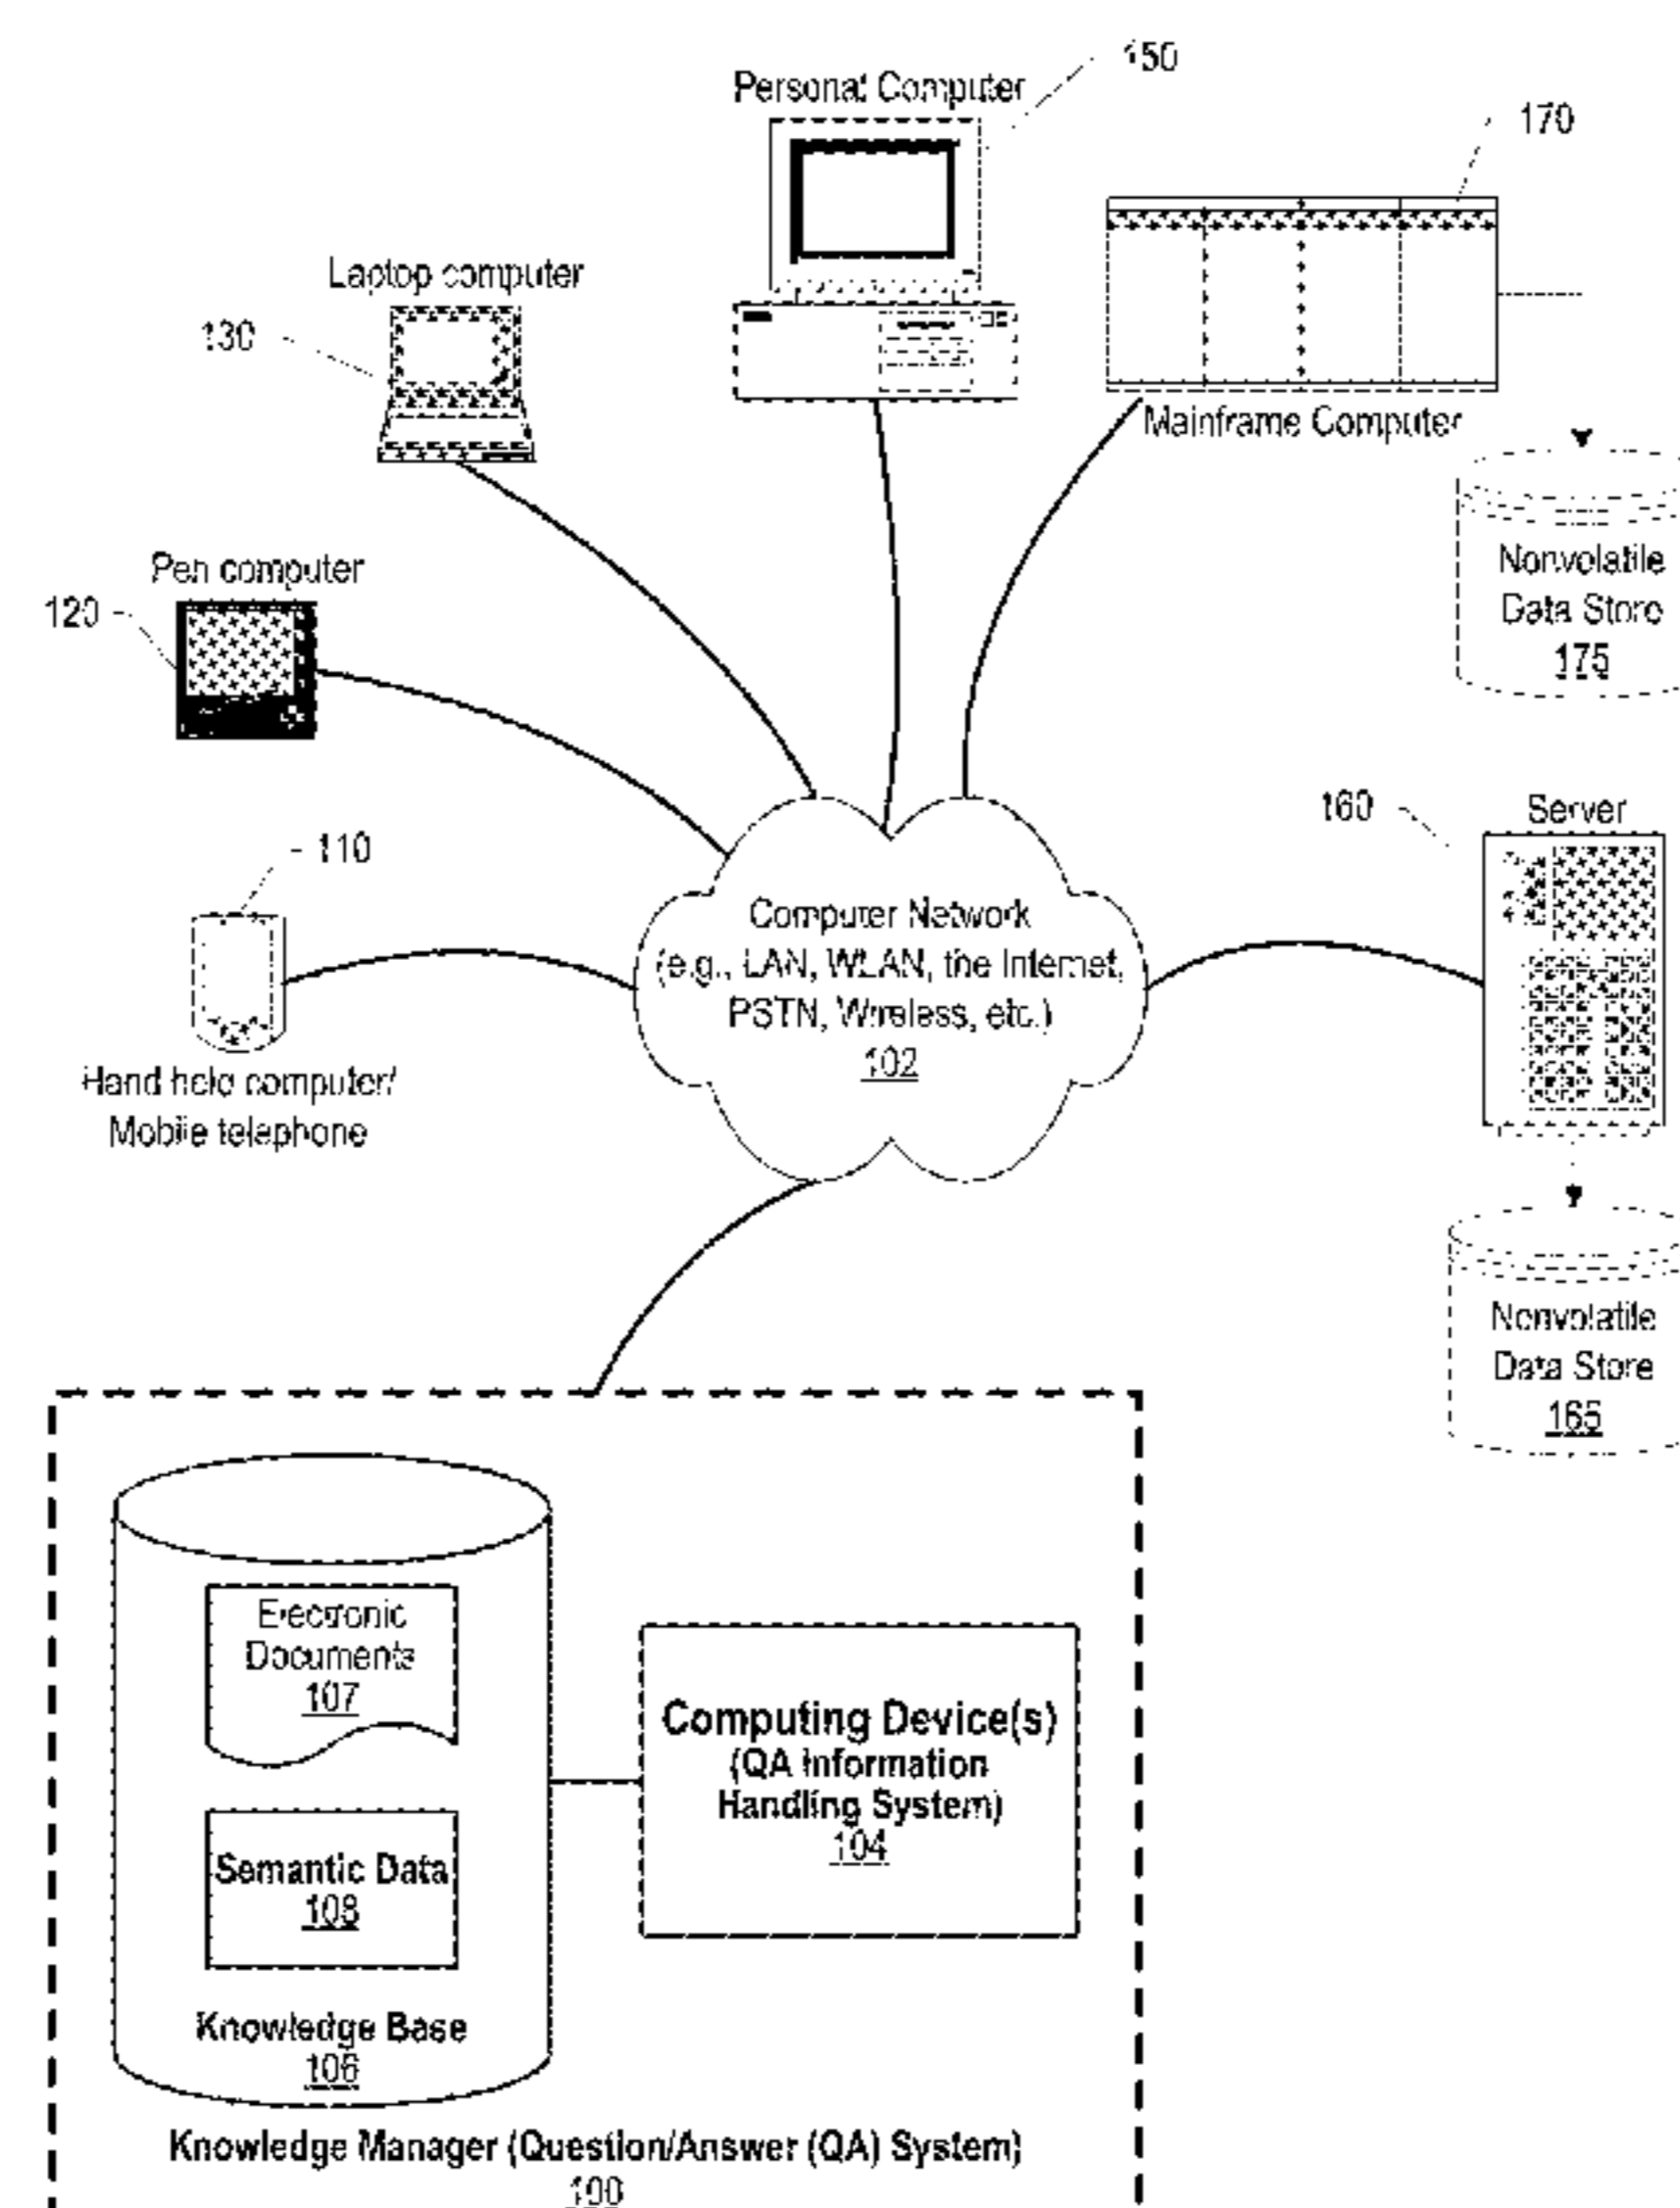 150
Personal Computer
170
Laptop computer
130
Mainframe Computer
Pen computer
120
Nonvolatile
Data Store
175
160
Server
110
Computer Network
(e.g., LAN, WLAN, the Internet,
PSTN, Wireless, etc.)
102
Hand held computer/
Mobile telephone
Nonvolatile
Data Store
165
Electronic
Documents
107
Computing Device(s)
(QA Information
Handling System)
104
Semantic Data
108
Knowledge Base
106
Knowledge Manager (Question/Answer (QA) System)
100